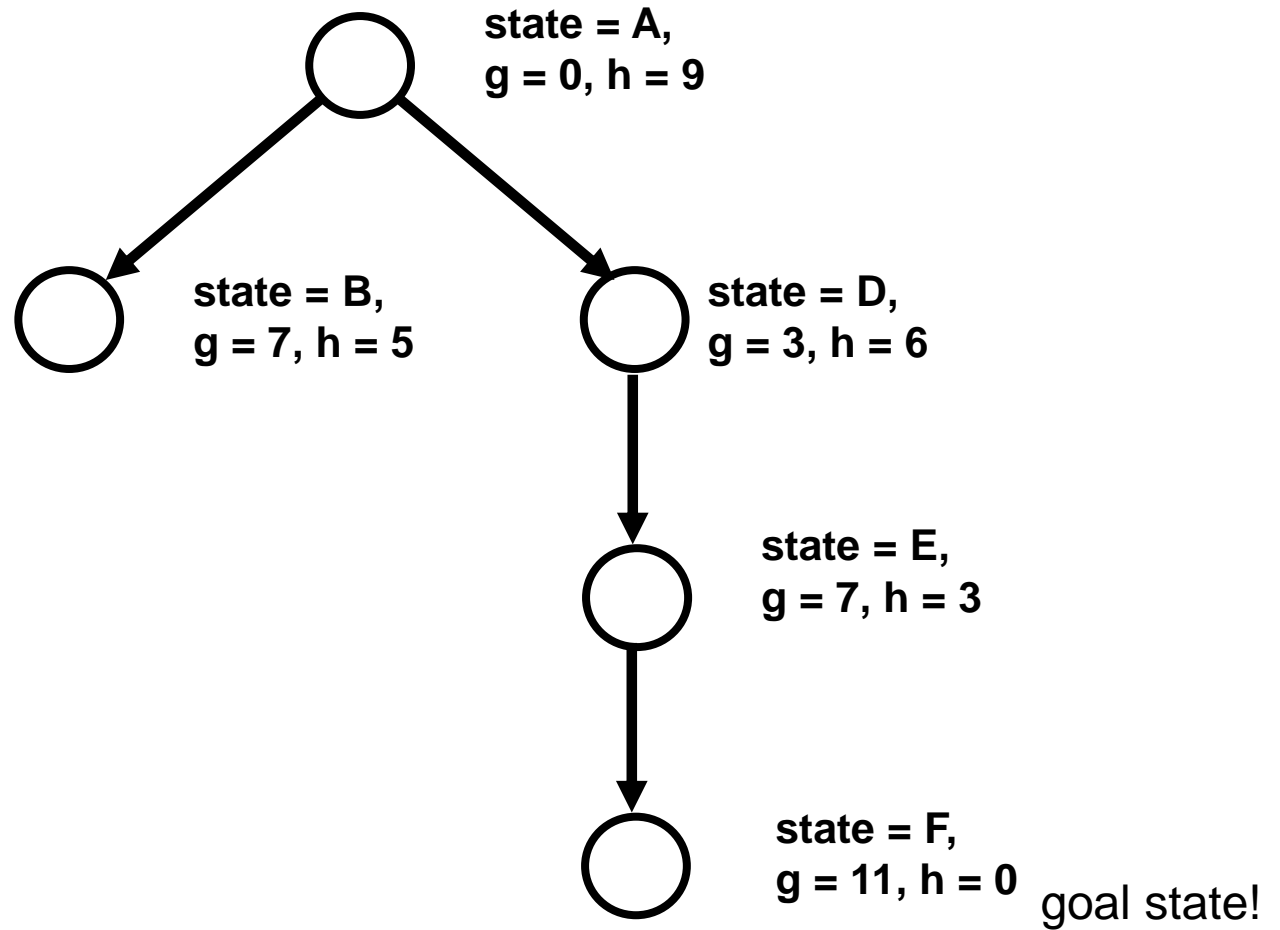 state = A,
g = 0, h = 9
state = B,
g = 7, h = 5
state = D,
g = 3, h = 6
state = E,
g = 7, h = 3
state = F,
g = 11, h = 0
goal state!